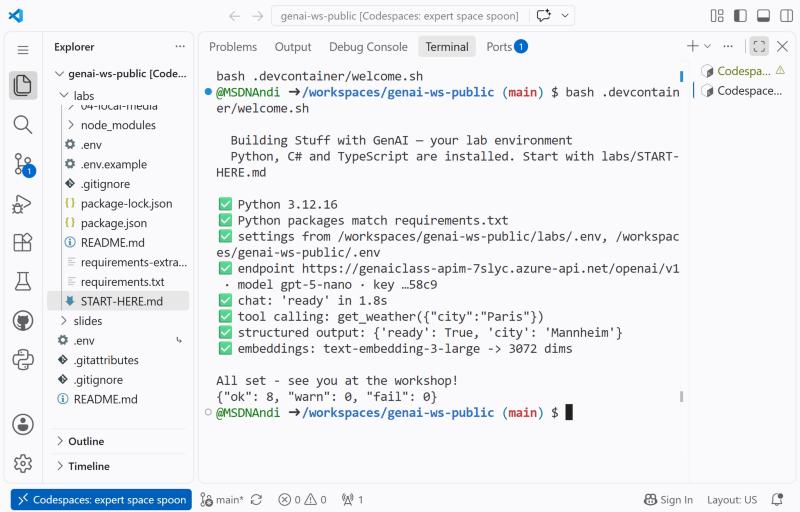 genai-ws-public [Codespaces: expert space spoon]
Explorer
genai-ws-public [Code...
labs
04-local-media
node_modules
.env
.env.example
.gitignore
package-lock.json
package.json
README.md
requirements-extra...
requirements.txt
START-HERE.md
slides
.env
.gitattributes
.gitignore
README.md
Outline
Timeline
Problems Output Debug Console Terminal Ports 1
bash .devcontainer/welcome.sh
@MSDNAndi ➜/workspaces/genai-ws-public (main) $ bash .devcontain
er/welcome.sh
Building Stuff with GenAI — your lab environment
Python, C# and TypeScript are installed. Start with labs/START-
HERE.md
✅ Python 3.12.16
✅ Python packages match requirements.txt
✅ settings from /workspaces/genai-ws-public/labs/.env, /workspac
es/genai-ws-public/.env
✅ endpoint https://genaiclass-apim-7slyc.azure-api.net/openai/v1
· model gpt-5-nano · key …58c9
✅ chat: 'ready' in 1.8s
✅ tool calling: get_weather({"city":"Paris"})
✅ structured output: {'ready': True, 'city': 'Mannheim'}
✅ embeddings: text-embedding-3-large -> 3072 dims
All set - see you at the workshop!
{"ok": 8, "warn": 0, "fail": 0}
@MSDNAndi ➜/workspaces/genai-ws-public (main) $
Codespa...
Codespace...
1
Codespaces: expert space spoon main* 0 0 1 Sign In Layout: US